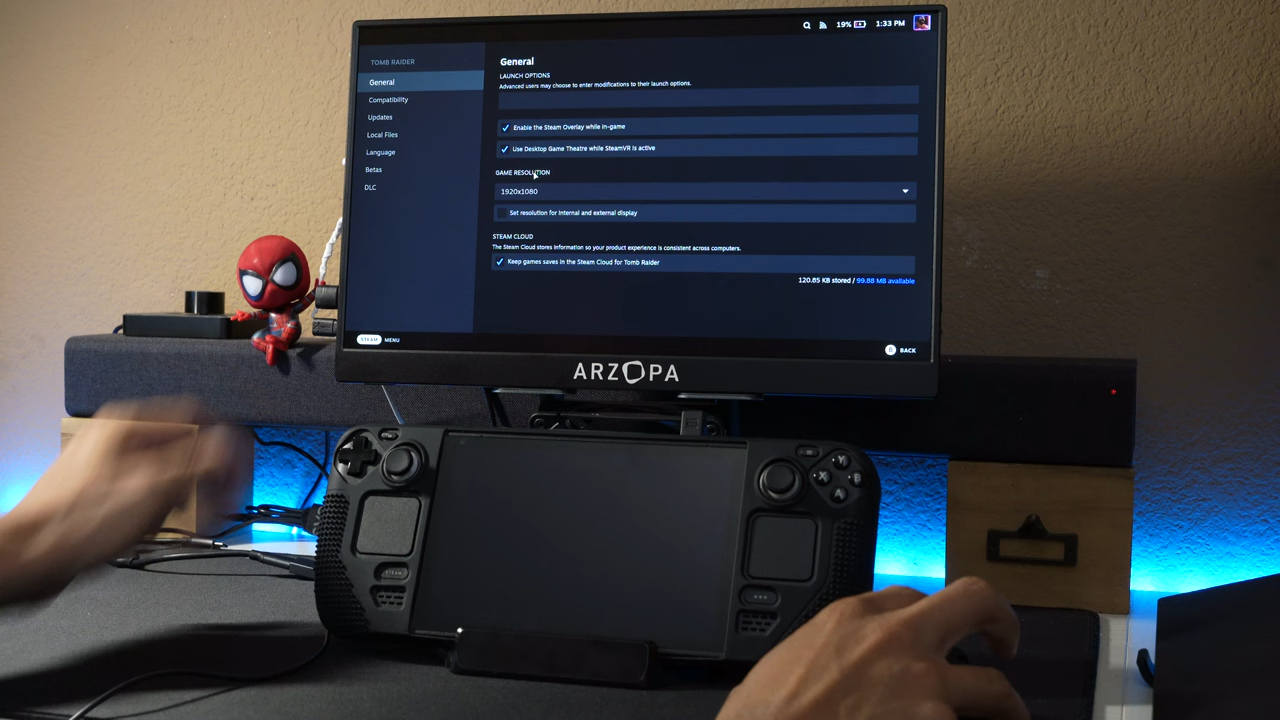 19% 1:33 PM
TOMB RAIDER
General
Compatibility
Updates
Local Files
Language
Betas
DLC
General
LAUNCH OPTIONS
Advanced users may choose to enter modifications to their launch options.
Enable the Steam Overlay while in-game
Use Desktop Game Theatre while SteamVR is active
GAME RESOLUTION
1920x1080
Set resolution for internal and external display
STEAM CLOUD
The Steam Cloud stores information so your product experience is consistent across computers.
Keep games saves in the Steam Cloud for Tomb Raider
120.85 KB stored / 99.88 MB available
STEAM MENU
B BACK
ARZOPA
Y
X B
A
STEAM